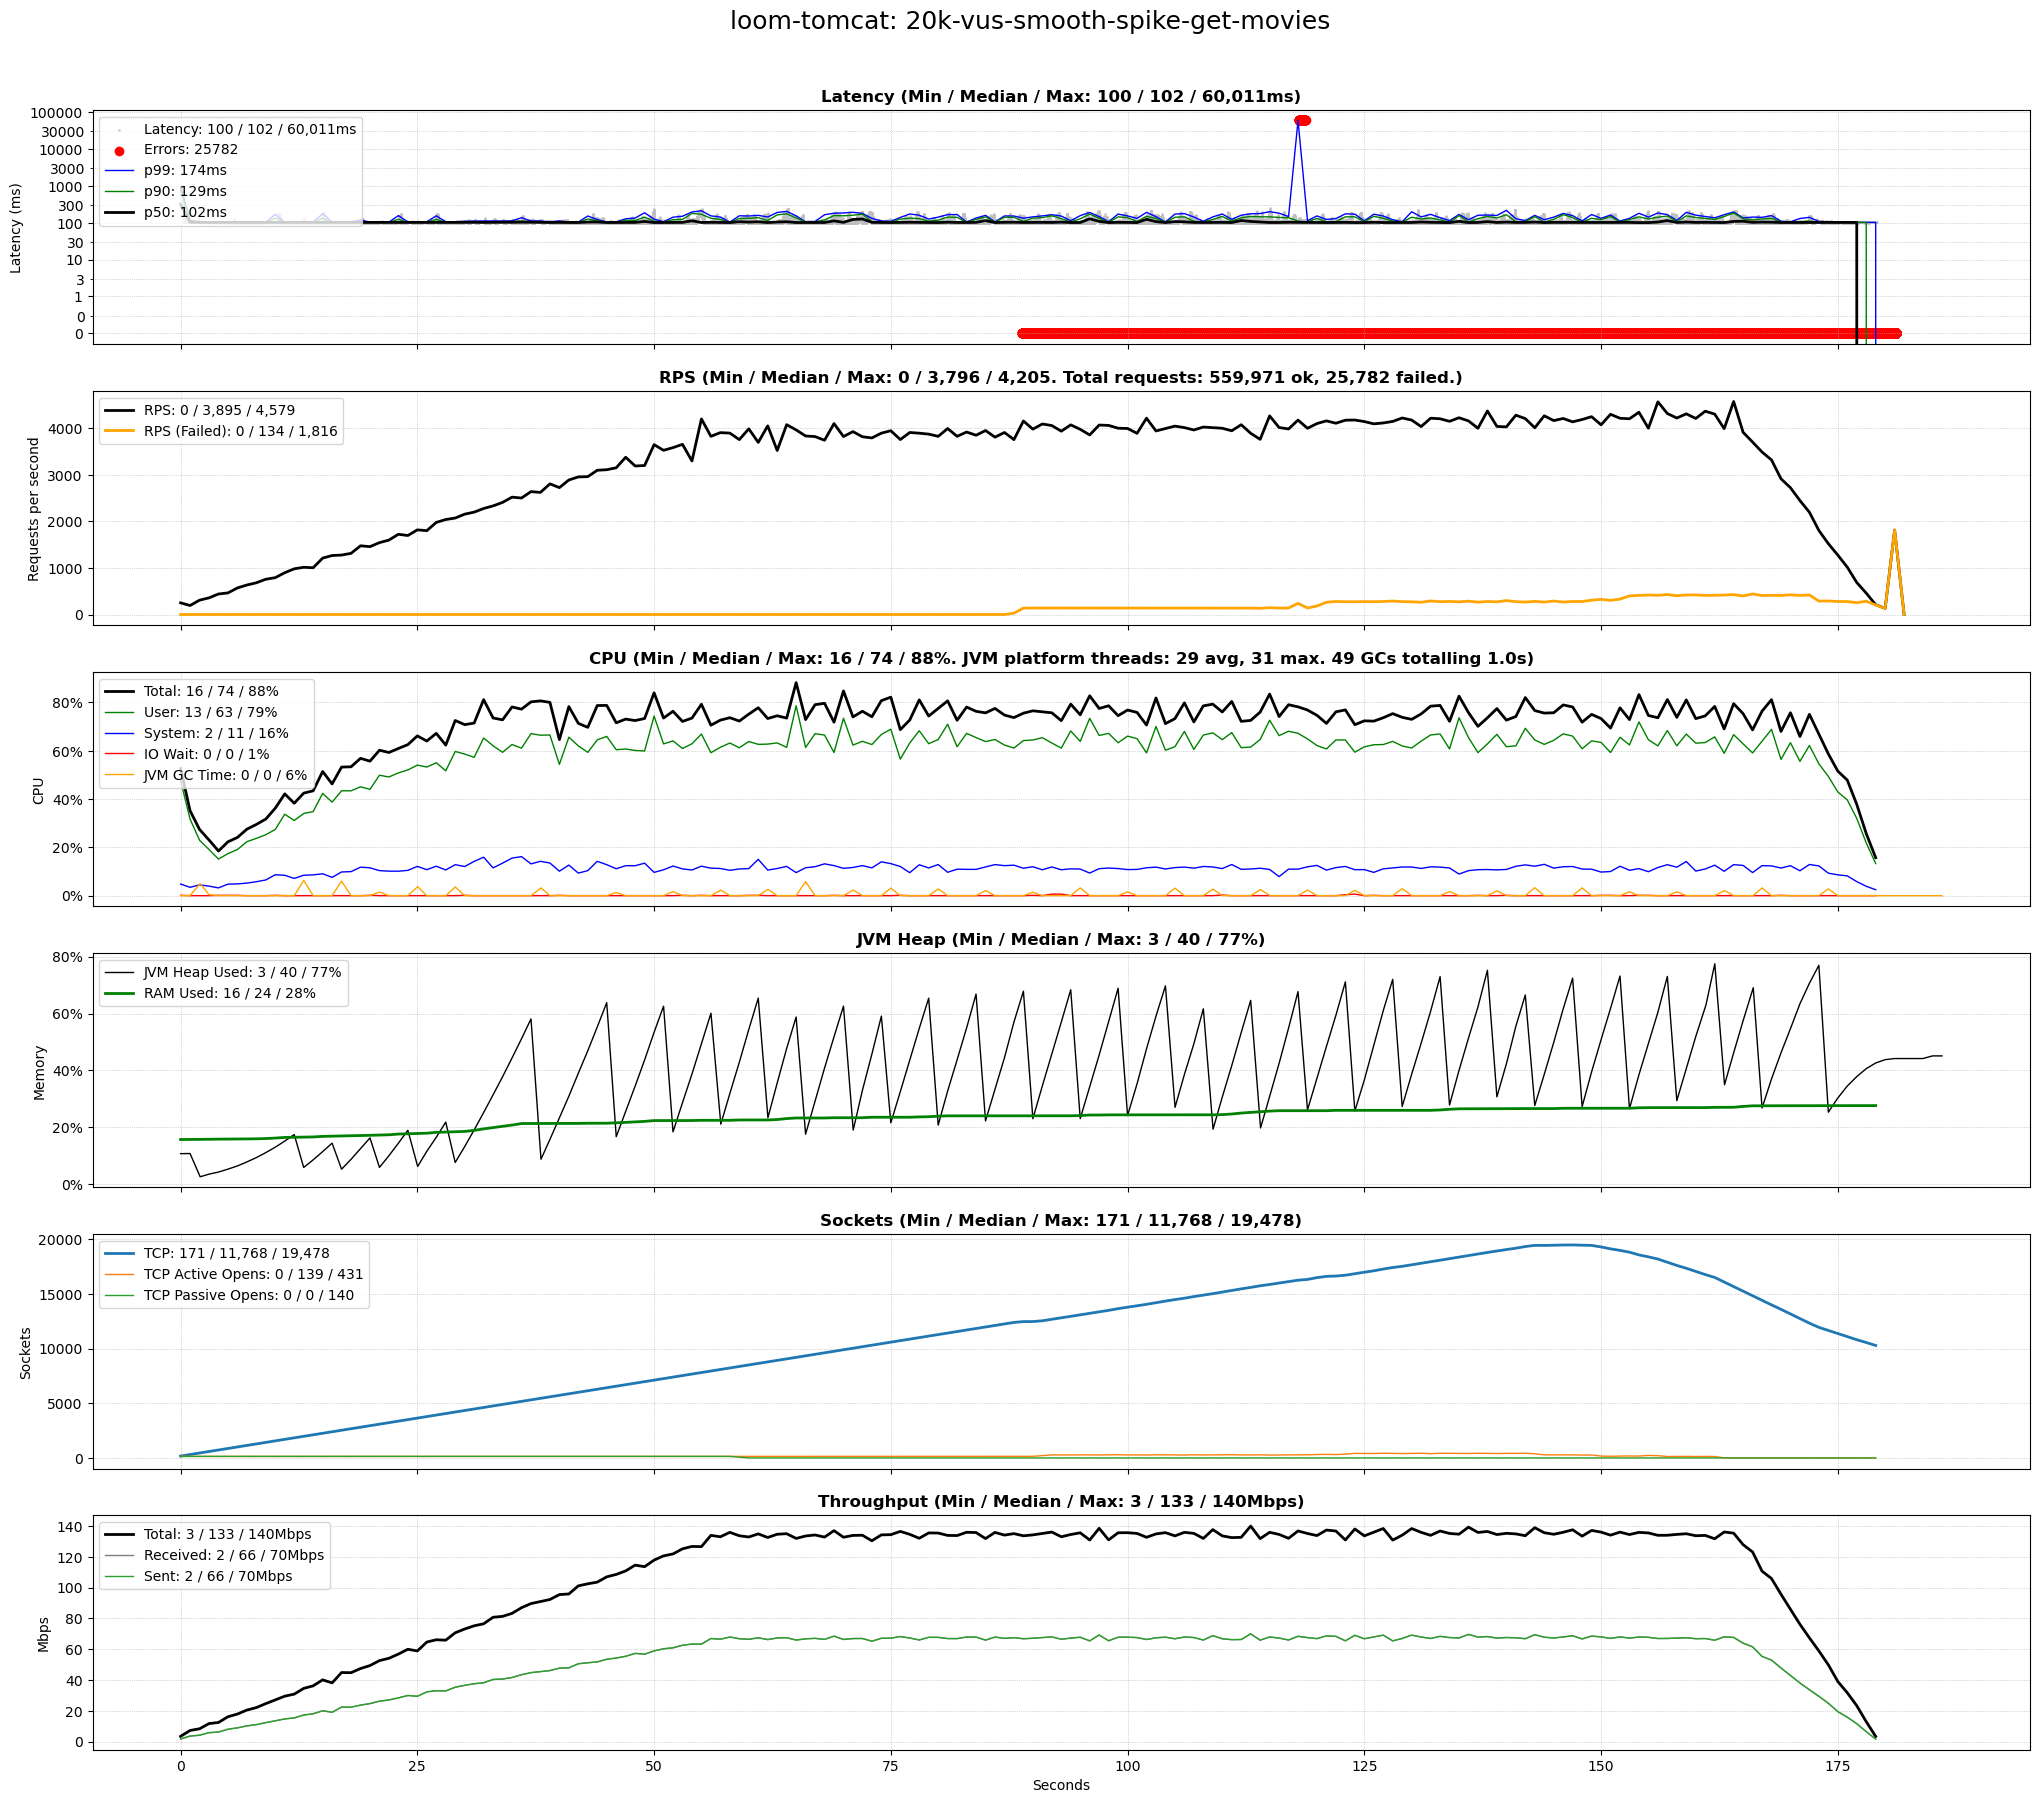 loom-tomcat: 20k-vus-smooth-spike-get-movies
Latency (Min / Median / Max: 100 / 102 / 60,011ms)
Latency (ms)
100000
30000
10000
3000
1000
300
100
30
10
3
1
0
0
Latency: 100 / 102 / 60,011ms
Errors: 25782
p99: 174ms
p90: 129ms
p50: 102ms
RPS (Min / Median / Max: 0 / 3,796 / 4,205. Total requests: 559,971 ok, 25,782 failed.)
Requests per second
4000
3000
2000
1000
0
RPS: 0 / 3,895 / 4,579
RPS (Failed): 0 / 134 / 1,816
CPU (Min / Median / Max: 16 / 74 / 88%. JVM platform threads: 29 avg, 31 max. 49 GCs totalling 1.0s)
CPU
80%
60%
40%
20%
0%
Total: 16 / 74 / 88%
User: 13 / 63 / 79%
System: 2 / 11 / 16%
IO Wait: 0 / 0 / 1%
JVM GC Time: 0 / 0 / 6%
JVM Heap (Min / Median / Max: 3 / 40 / 77%)
Memory
80%
60%
40%
20%
0%
JVM Heap Used: 3 / 40 / 77%
RAM Used: 16 / 24 / 28%
Sockets (Min / Median / Max: 171 / 11,768 / 19,478)
Sockets
20000
15000
10000
5000
0
TCP: 171 / 11,768 / 19,478
TCP Active Opens: 0 / 139 / 431
TCP Passive Opens: 0 / 0 / 140
Throughput (Min / Median / Max: 3 / 133 / 140Mbps)
Mbps
140
120
100
80
60
40
20
0
Total: 3 / 133 / 140Mbps
Received: 2 / 66 / 70Mbps
Sent: 2 / 66 / 70Mbps
0 25 50 75 100 125 150 175
Seconds